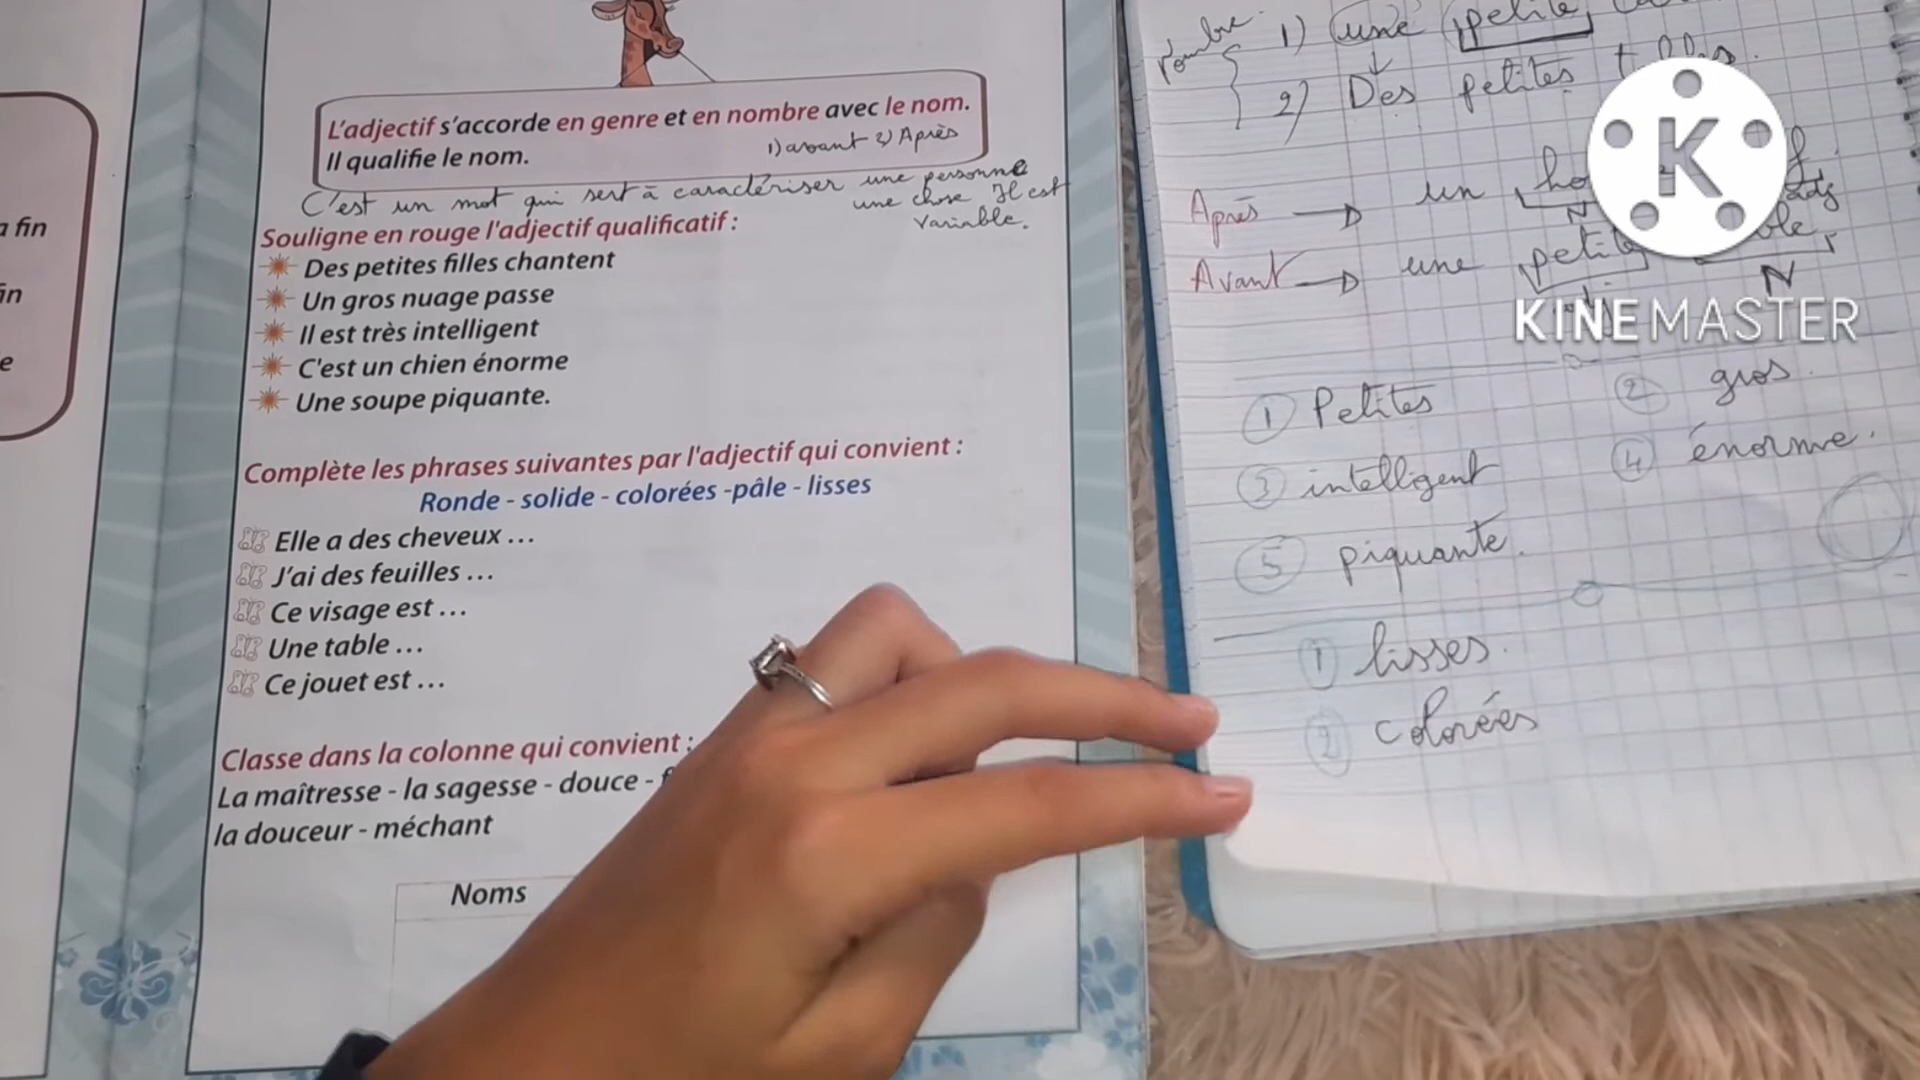 a fin
in
e
L'adjectif s'accorde en genre et en nombre avec le nom.
Il qualifie le nom.
1) avant 2) Après
C'est un mot qui sert à caractériser une personne
une chose Il est
variable.
Souligne en rouge l'adjectif qualificatif :
Des petites filles chantent
Un gros nuage passe
Il est très intelligent
C'est un chien énorme
Une soupe piquante.
Complète les phrases suivantes par l'adjectif qui convient :
Ronde - solide - colorées -pâle - lisses
Elle a des cheveux ...
J'ai des feuilles ...
Ce visage est ...
Une table ...
Ce jouet est ...
Classe dans la colonne qui convient :
La maîtresse - la sagesse - douce -
la douceur - méchant
Noms
1) une petite
2) Des petites
Après un
N adj
Avant une petite
N
K
KINEMASTER
1 Petites 2 gros.
3 intelligent 4 énorme.
5 piquante.
1 lisses.
2 colorées